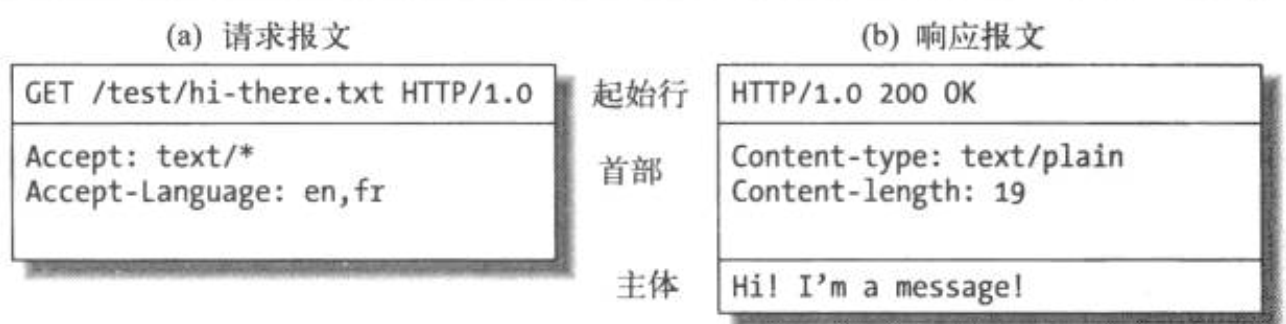 (a) 请求报文
GET /test/hi-there.txt HTTP/1.0
Accept: text/*
Accept-Language: en,fr
起始行
首部
主体
(b) 响应报文
HTTP/1.0 200 OK
Content-type: text/plain
Content-length: 19
Hi! I'm a message!